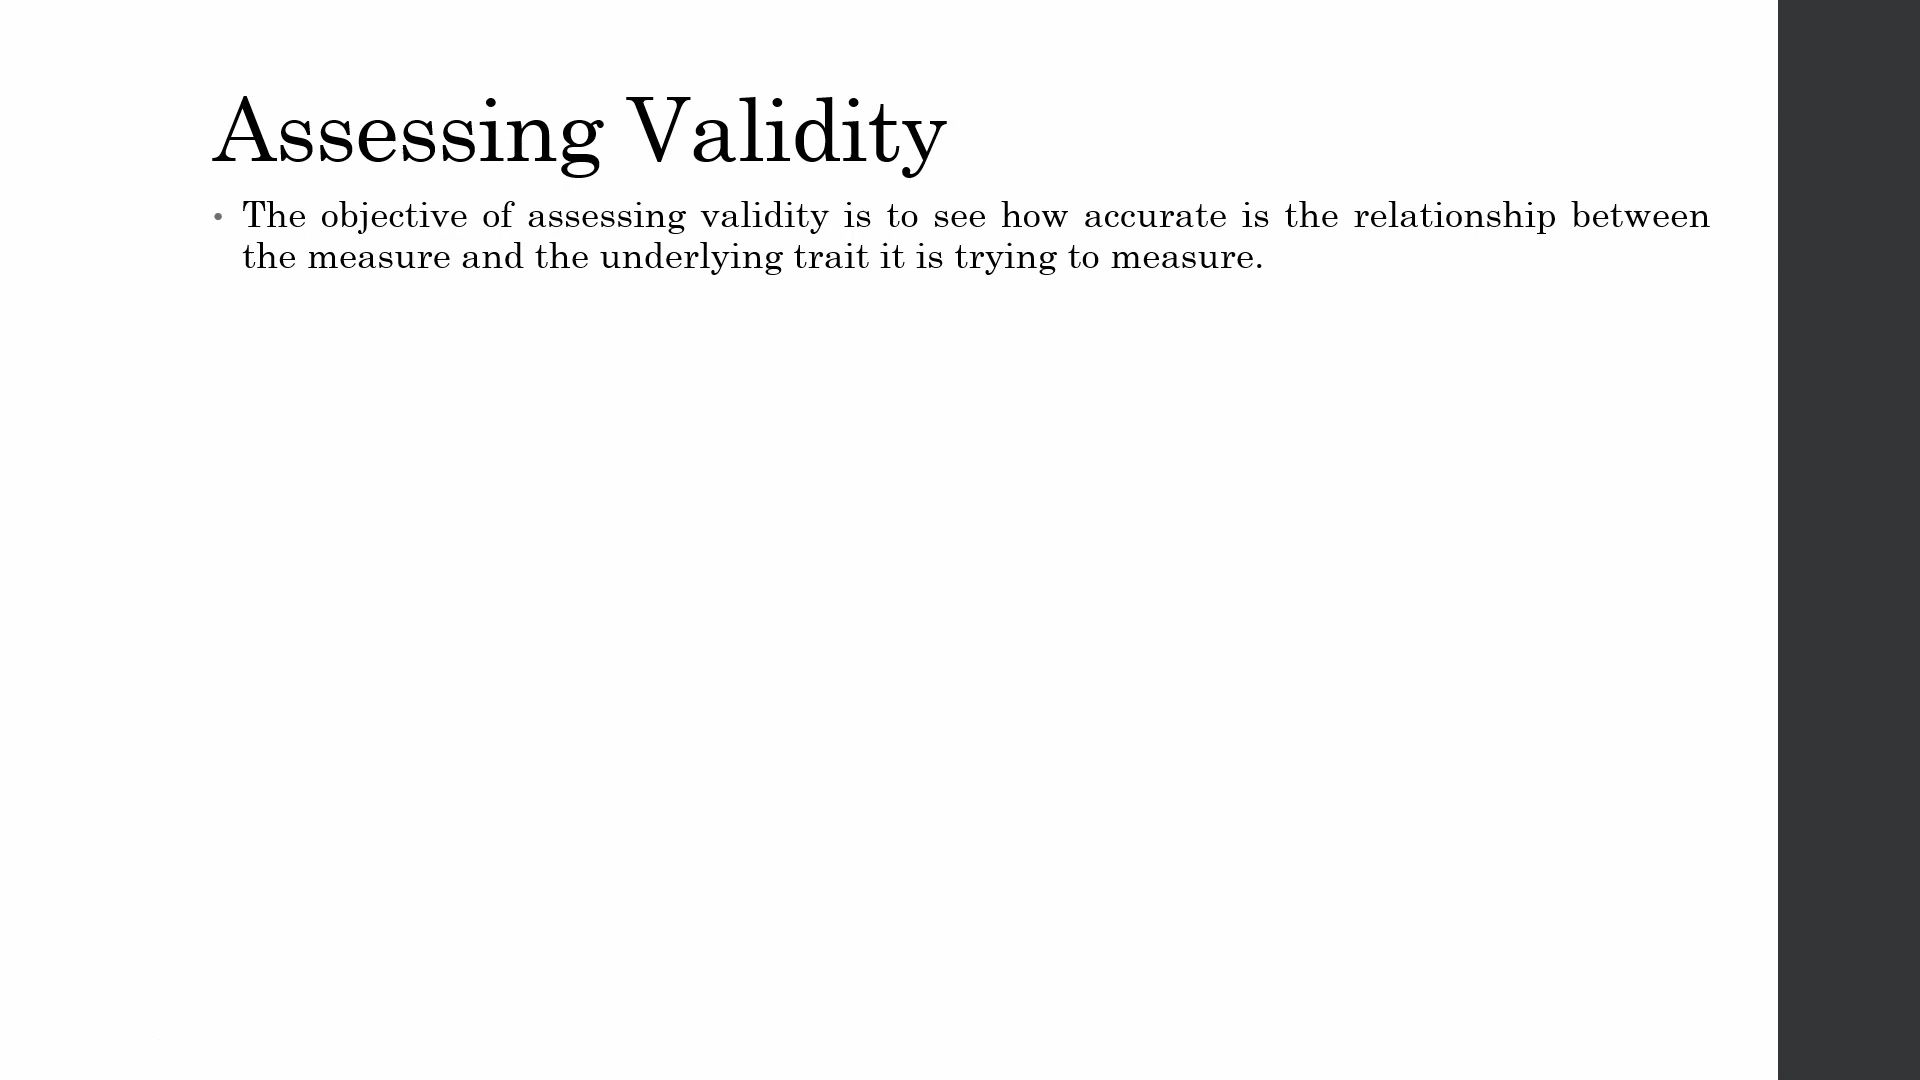 Assessing Validity
• The objective of assessing validity is to see how accurate is the relationship between
the measure and the underlying trait it is trying to measure.